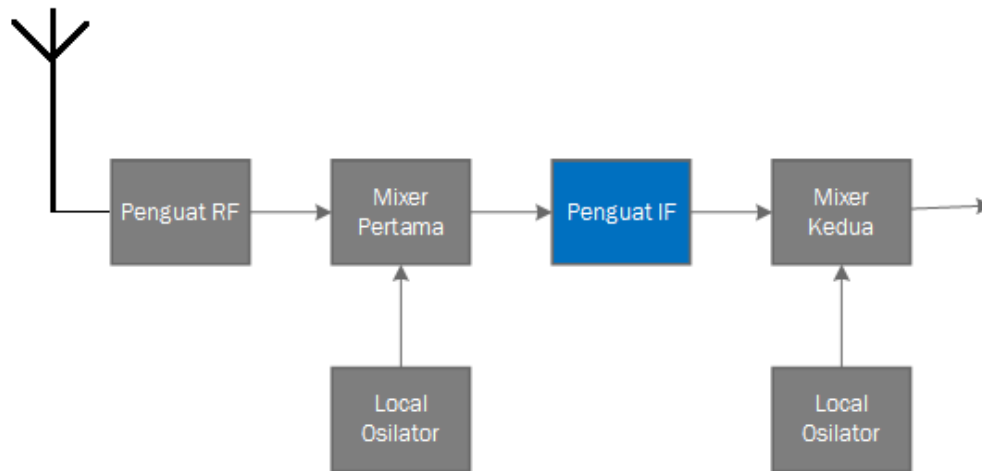 Penguat RF
Mixer
Pertama
Penguat IF
Mixer
Kedua
Local
Osilator
Local
Osilator